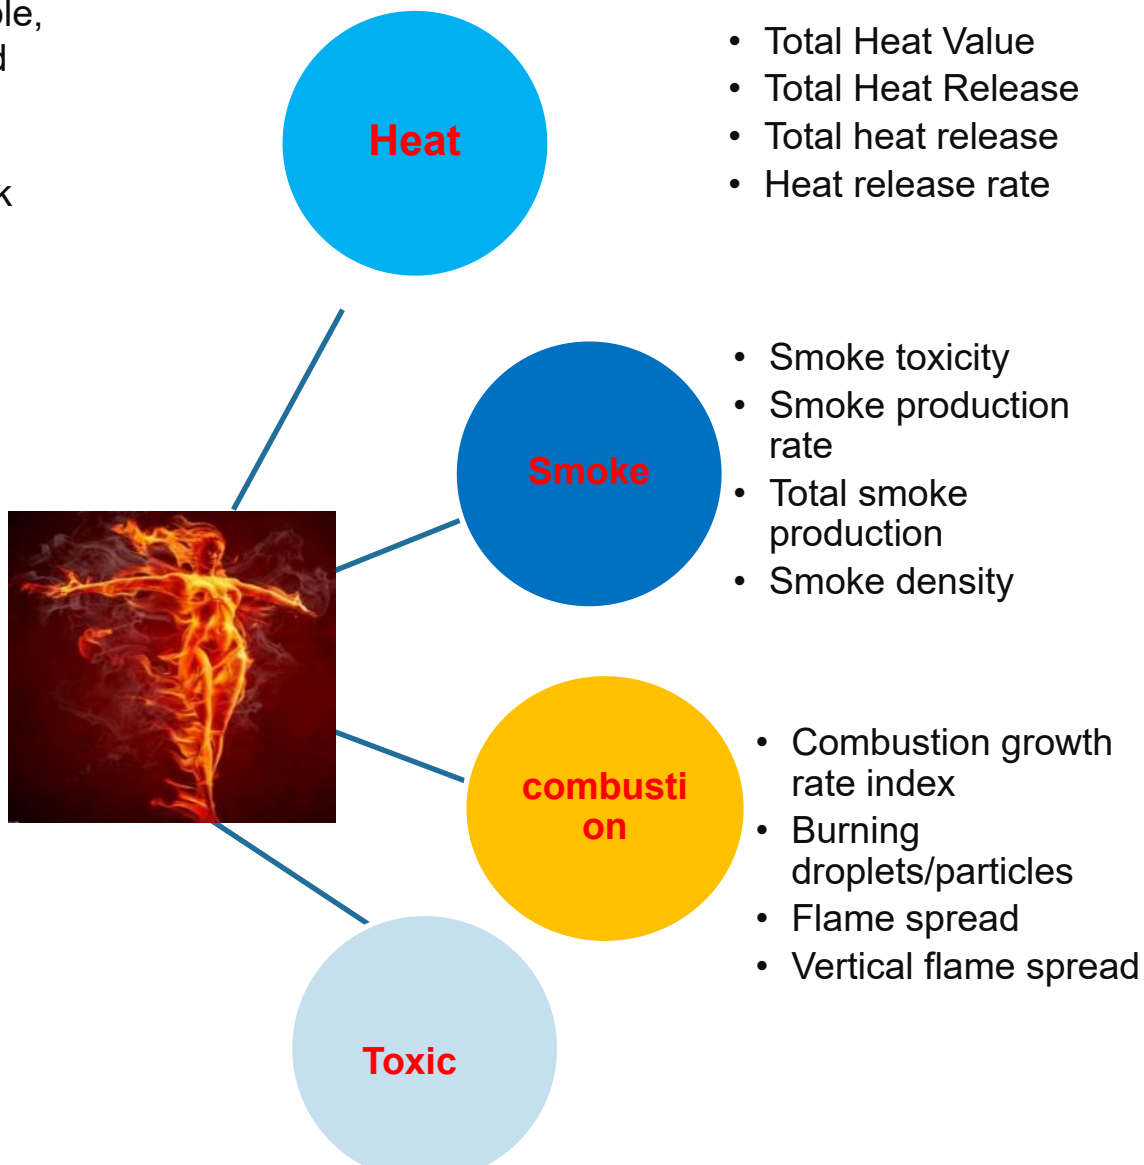 Heat
• Total Heat Value
• Total Heat Release
• Total heat release
• Heat release rate
Smoke
• Smoke toxicity
• Smoke production
rate
• Total smoke
production
• Smoke density
combusti
on
• Combustion growth
rate index
• Burning
droplets/particles
• Flame spread
• Vertical flame spread
Toxic